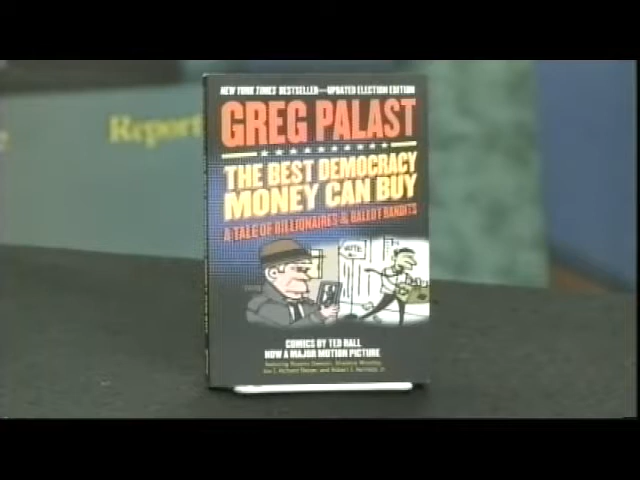 Report
NEW YORK TIMES BESTSELLER—UPDATED ELECTION EDITION
GREG PALAST
THE BEST DEMOCRACY
MONEY CAN BUY
A TALE OF BILLIONAIRES & BALLOT BANDITS
VOTE
COMICS BY TED RALL
NOW A MAJOR MOTION PICTURE